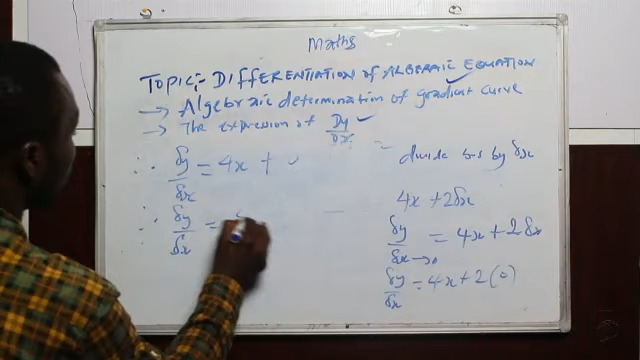 Maths
TOPIC:- DIFFERENTIATION OF ALGEBRAIC EQUATION
→ Algebraic determination of gradient curve
→ The expression of Dy/Dx
∴ δy/δx = 4x +
∴ δy/δx =
= divide b.s by δx
4x + 2δx
δy/δx→0 = 4x + 2δx
δy/δx = 4x + 2(0)